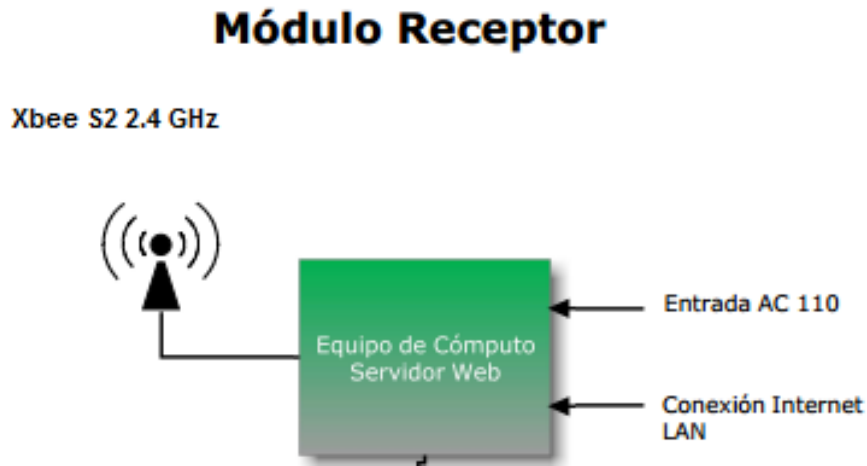 Módulo Receptor
Xbee S2 2.4 GHz
Entrada AC 110
Equipo de Cómputo
Servidor Web
Conexión Internet
LAN